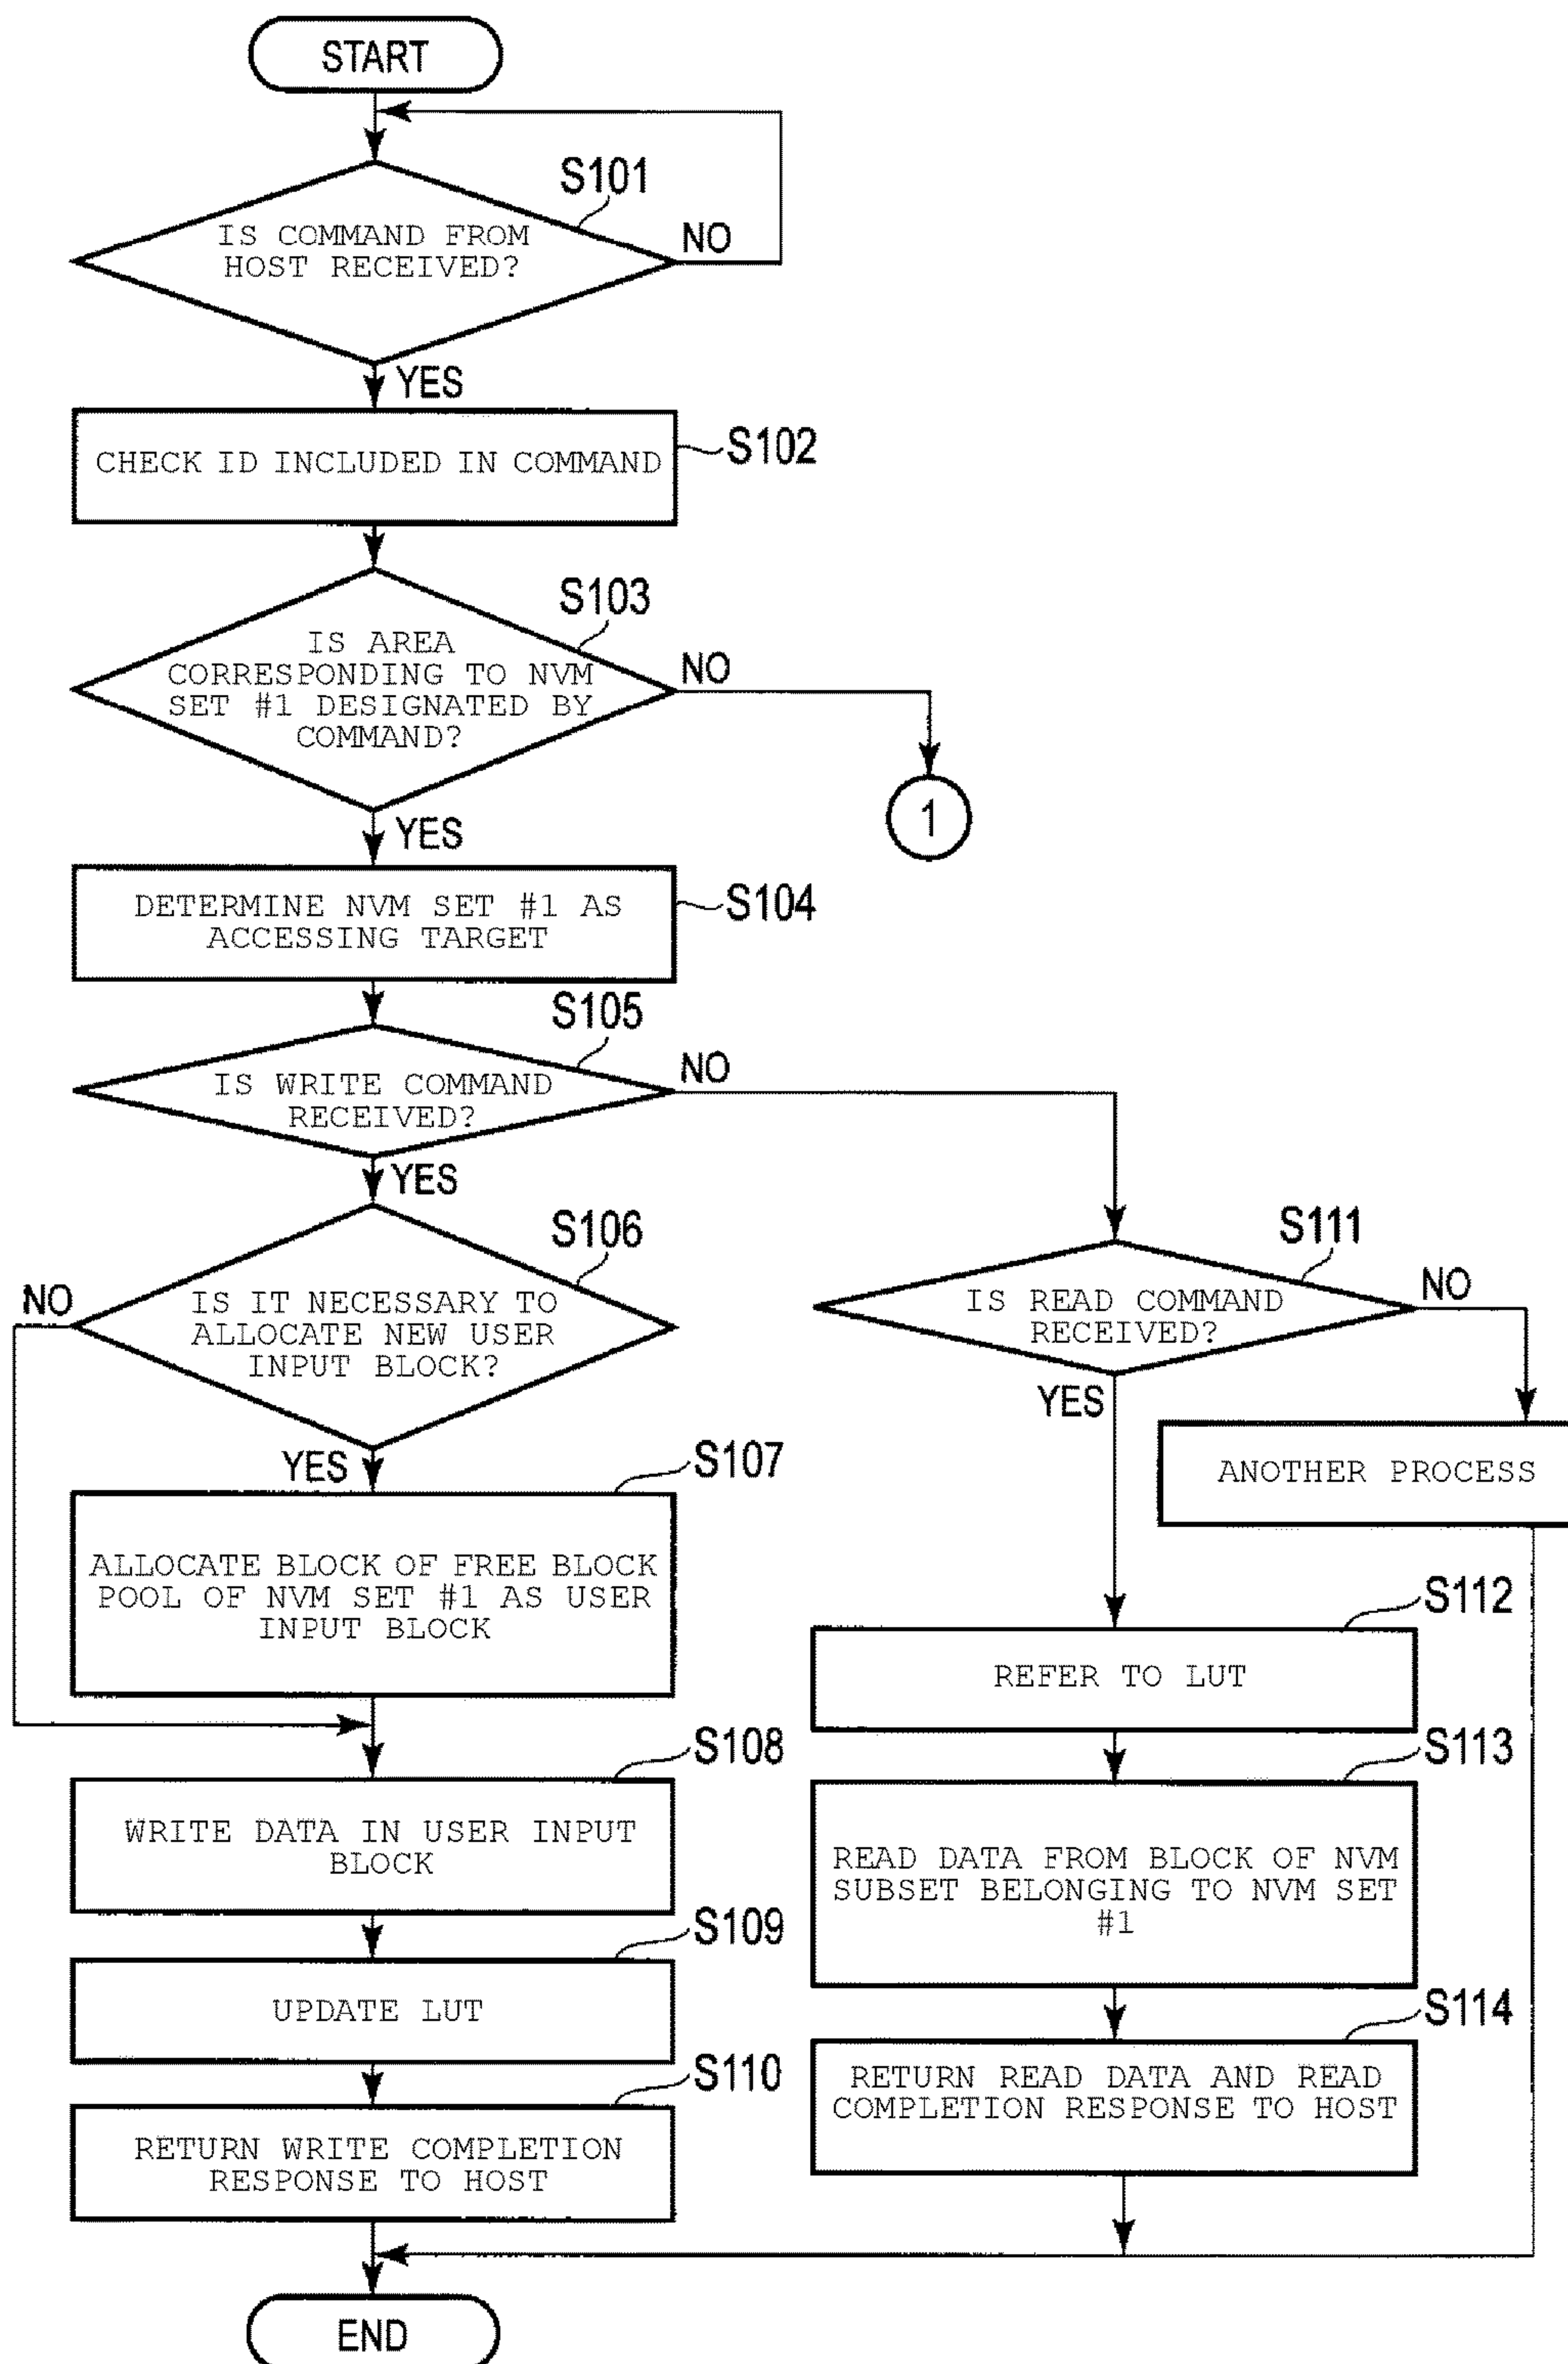 START
S101
IS COMMAND FROM
HOST RECEIVED?
NO
YES
CHECK ID INCLUDED IN COMMAND
S102
S103
IS AREA
CORRESPONDING TO NVM
SET #1 DESIGNATED BY
COMMAND?
NO
1
YES
DETERMINE NVM SET #1 AS
ACCESSING TARGET
S104
S105
IS WRITE COMMAND
RECEIVED?
NO
YES
S106
IS IT NECESSARY TO
ALLOCATE NEW USER
INPUT BLOCK?
NO
YES
S107
ALLOCATE BLOCK OF FREE BLOCK
POOL OF NVM SET #1 AS USER
INPUT BLOCK
S108
WRITE DATA IN USER INPUT
BLOCK
S109
UPDATE LUT
S110
RETURN WRITE COMPLETION
RESPONSE TO HOST
S111
IS READ COMMAND
RECEIVED?
NO
YES
ANOTHER PROCESS
S112
REFER TO LUT
S113
READ DATA FROM BLOCK OF NVM
SUBSET BELONGING TO NVM SET
#1
S114
RETURN READ DATA AND READ
COMPLETION RESPONSE TO HOST
END